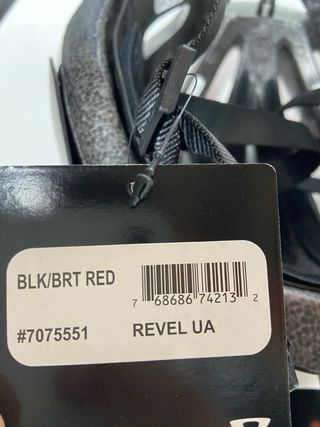 BLK/BRT RED
7 68686 74213 2
#7075551 REVEL UA